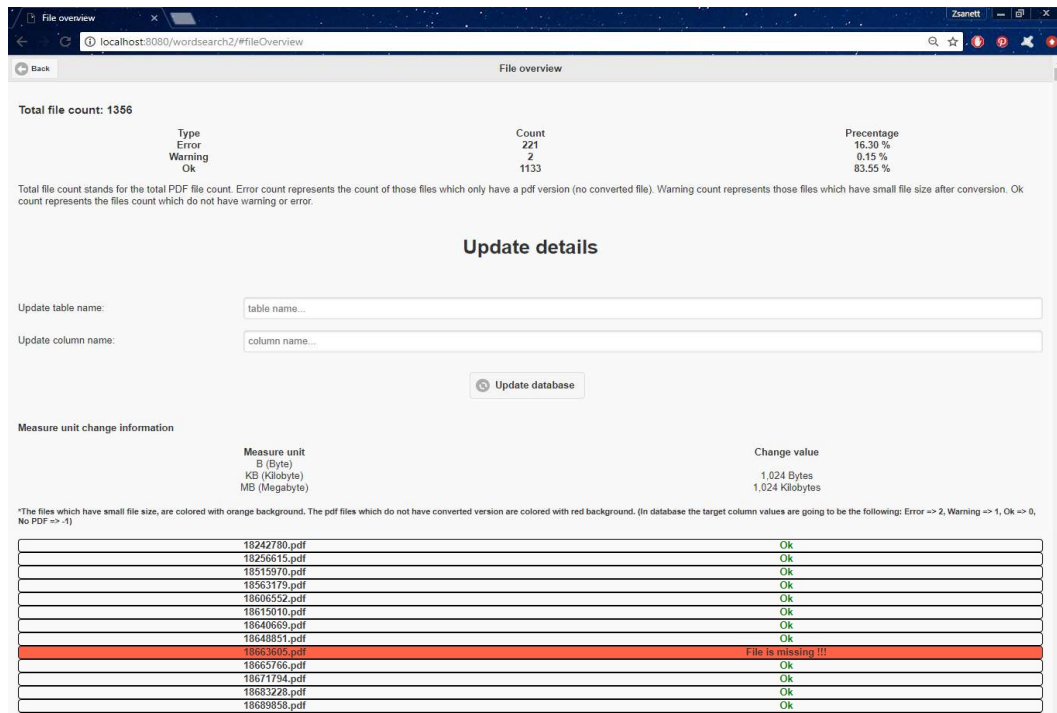 File overview
Zsanett
localhost:8080/wordsearch2/#fileOverview
Back
File overview
Total file count: 1356
Type Count Precentage
Error 221 16.30 %
Warning 2 0.15 %
Ok 1133 83.55 %
Total file count stands for the total PDF file count. Error count represents the count of those files which only have a pdf version (no converted file). Warning count represents those files which have small file size after conversion. Ok
count represents the files count which do not have warning or error.
Update details
Update table name: table name...
Update column name: column name...
Update database
Measure unit change information
Measure unit Change value
B (Byte)
KB (Kilobyte) 1,024 Bytes
MB (Megabyte) 1,024 Kilobytes
*The files which have small file size, are colored with orange background. The pdf files which do not have converted version are colored with red background. (In database the target column values are going to be the following: Error => 2, Warning => 1, Ok => 0,
No PDF => -1)
18242780.pdf Ok
18256615.pdf Ok
18515970.pdf Ok
18563179.pdf Ok
18606552.pdf Ok
18615010.pdf Ok
18640669.pdf Ok
18648851.pdf Ok
18663605.pdf File is missing !!!
18665766.pdf Ok
18671794.pdf Ok
18683228.pdf Ok
18689858.pdf Ok